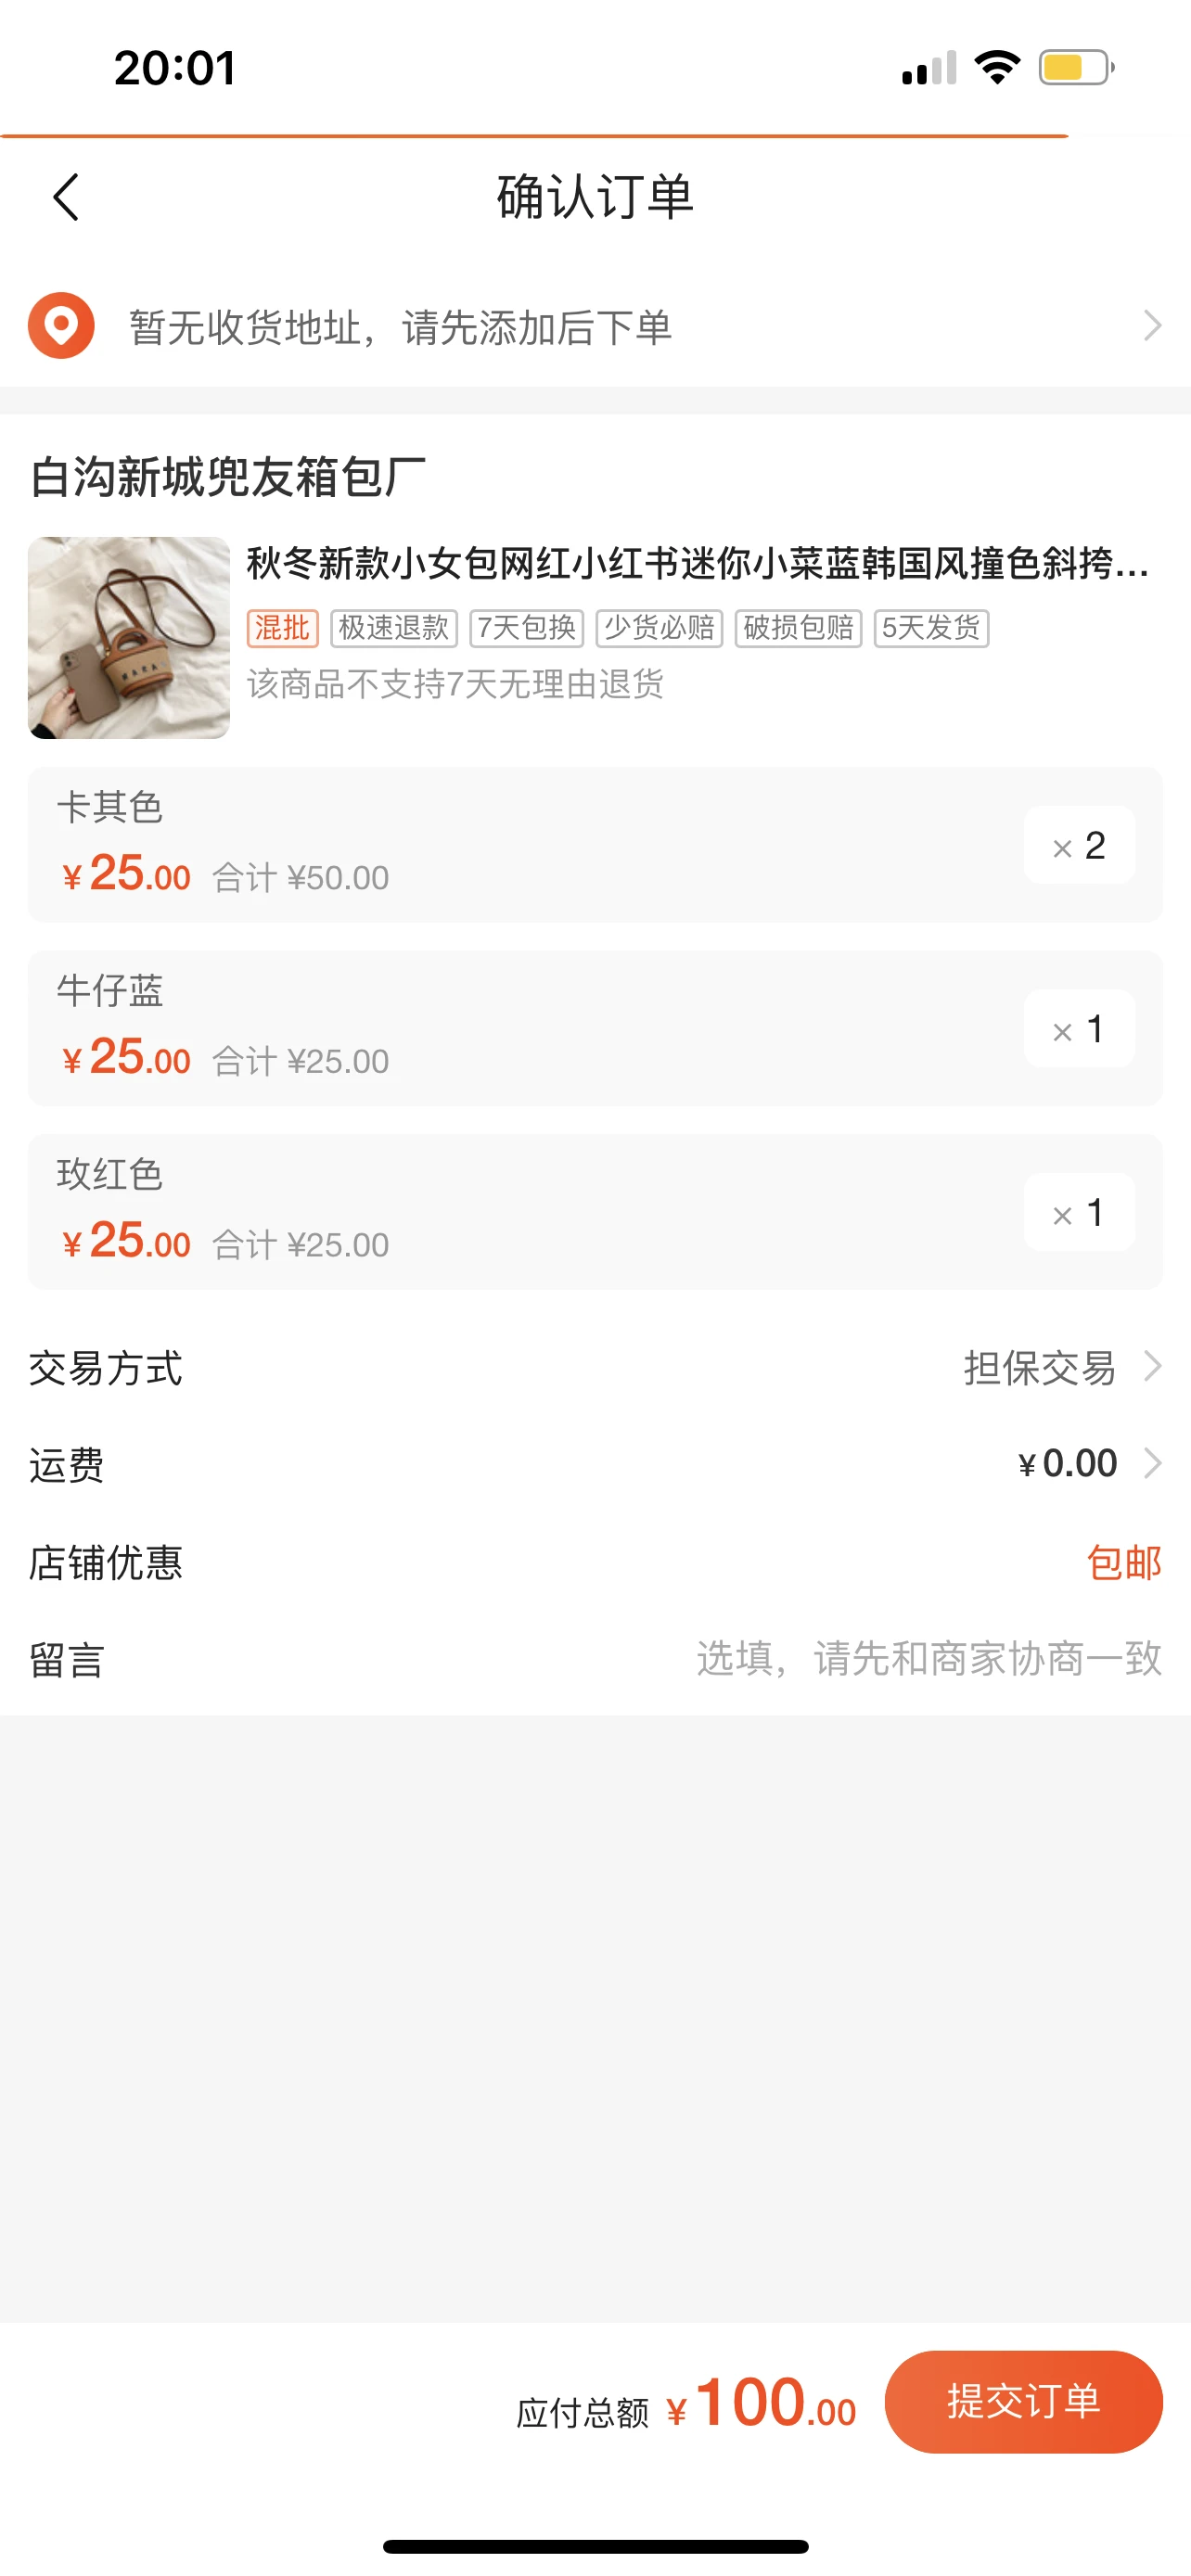 20:01
确认订单
暂无收货地址，请先添加后下单
白沟新城兜友箱包厂
秋冬新款小女包网红小红书迷你小菜蓝韩国风撞色斜挎...
混批 极速退款 7天包换 少货必赔 破损包赔 5天发货
该商品不支持7天无理由退货
卡其色
¥25.00 合计 ¥50.00
× 2
牛仔蓝
¥25.00 合计 ¥25.00
× 1
玫红色
¥25.00 合计 ¥25.00
× 1
交易方式 担保交易
运费 ¥0.00
店铺优惠 包邮
留言 选填，请先和商家协商一致
应付总额 ¥100.00 提交订单